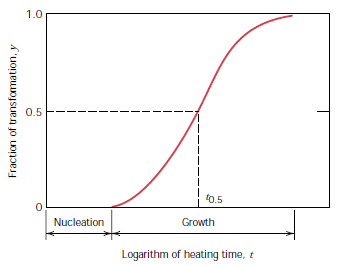 1.0
Fraction of transformation, y
0.5
t0.5
0
Nucleation
Growth
Logarithm of heating time, t